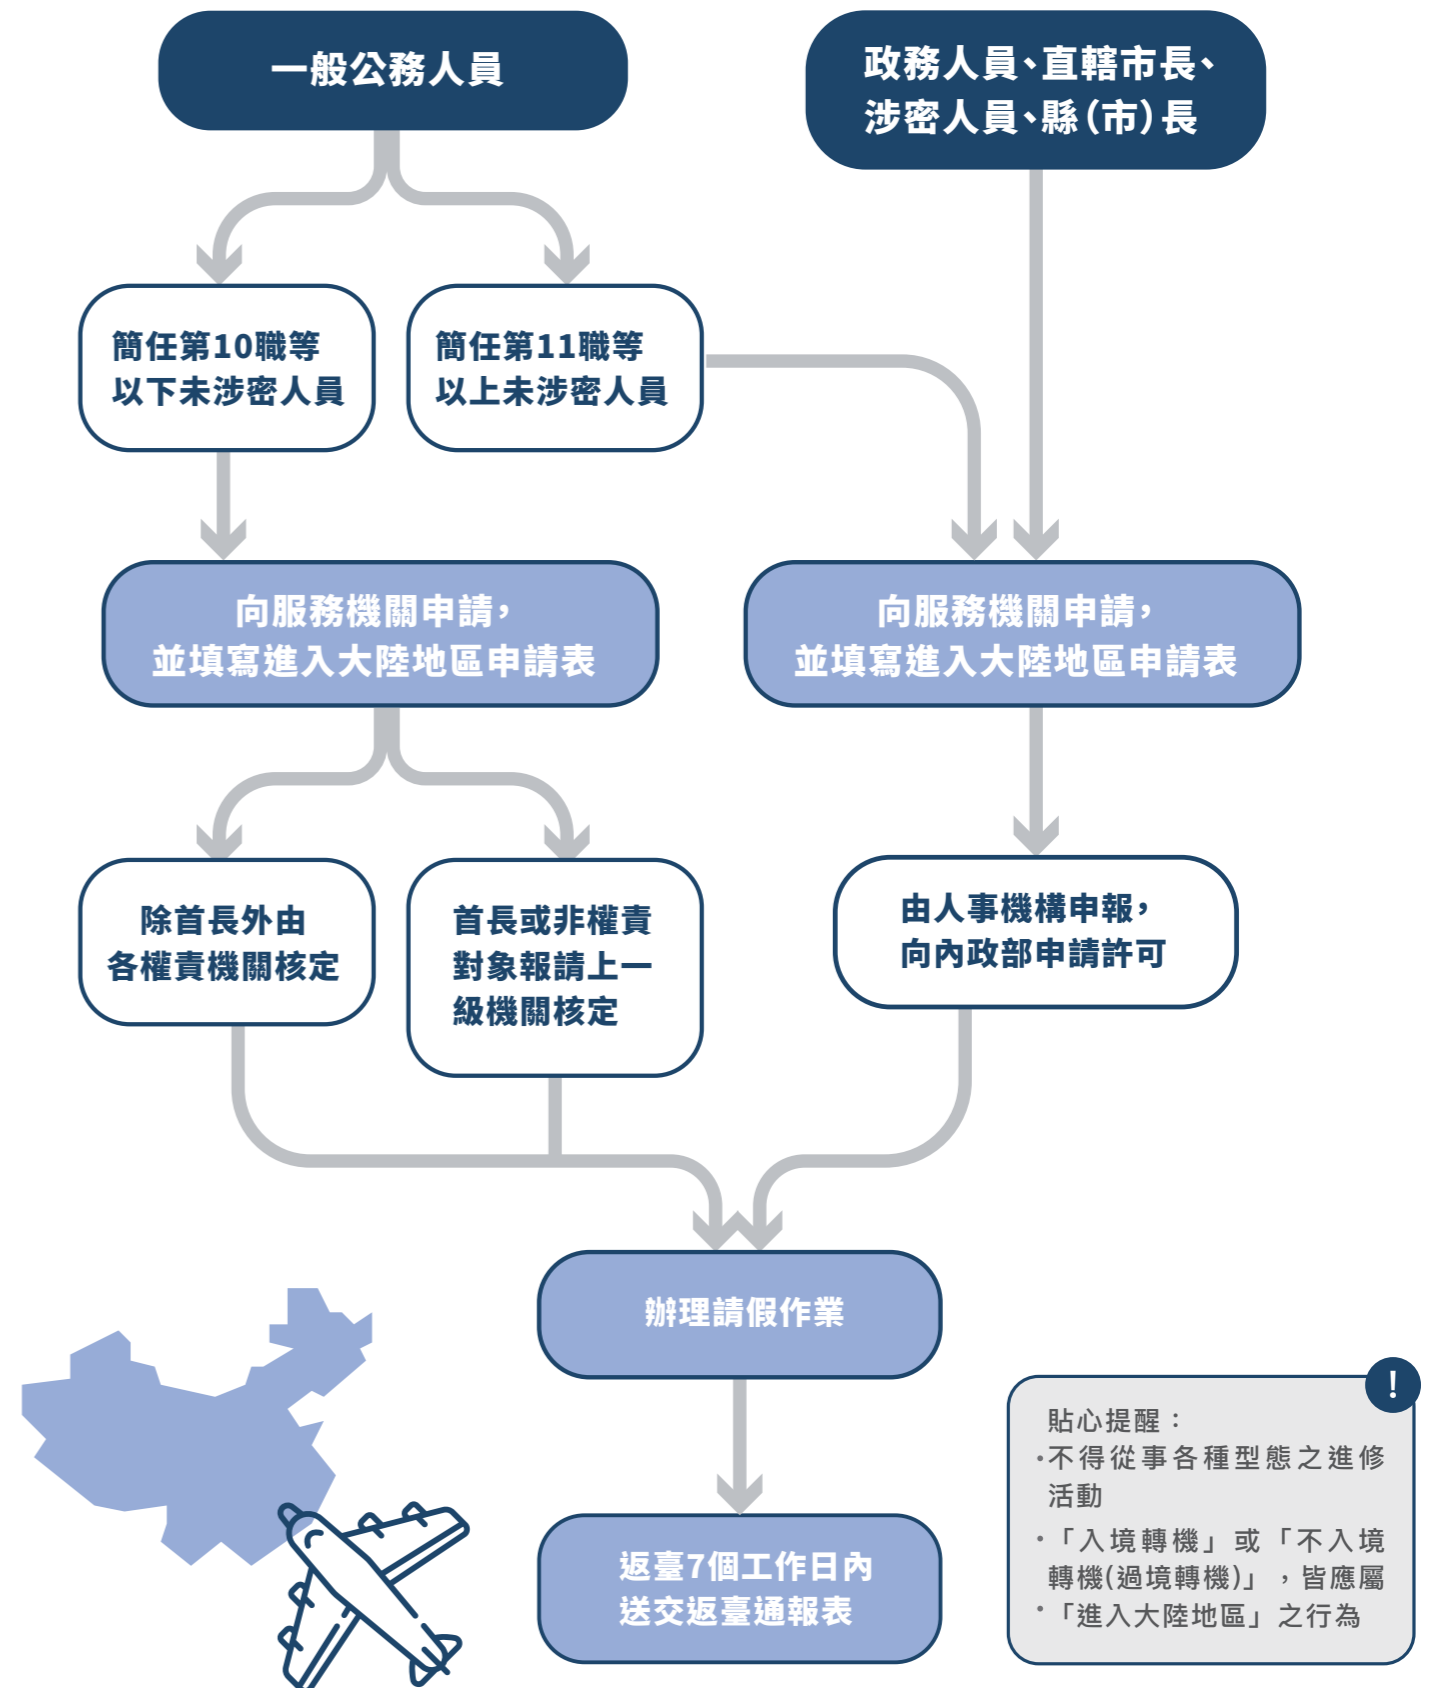 一般公務人員
政務人員、直轄市長、
涉密人員、縣（市）長
簡任第10職等
以下未涉密人員
簡任第11職等
以上未涉密人員
向服務機關申請，
並填寫進入大陸地區申請表
向服務機關申請，
並填寫進入大陸地區申請表
除首長外由
各權責機關核定
首長或非權責
對象報請上一
級機關核定
由人事機構申報，
向內政部申請許可
辦理請假作業
返臺7個工作日內
送交返臺通報表
!
貼心提醒：
•不得從事各種型態之進修
活動
•「入境轉機」或「不入境
轉機(過境轉機)」，皆應屬
•「進入大陸地區」之行為